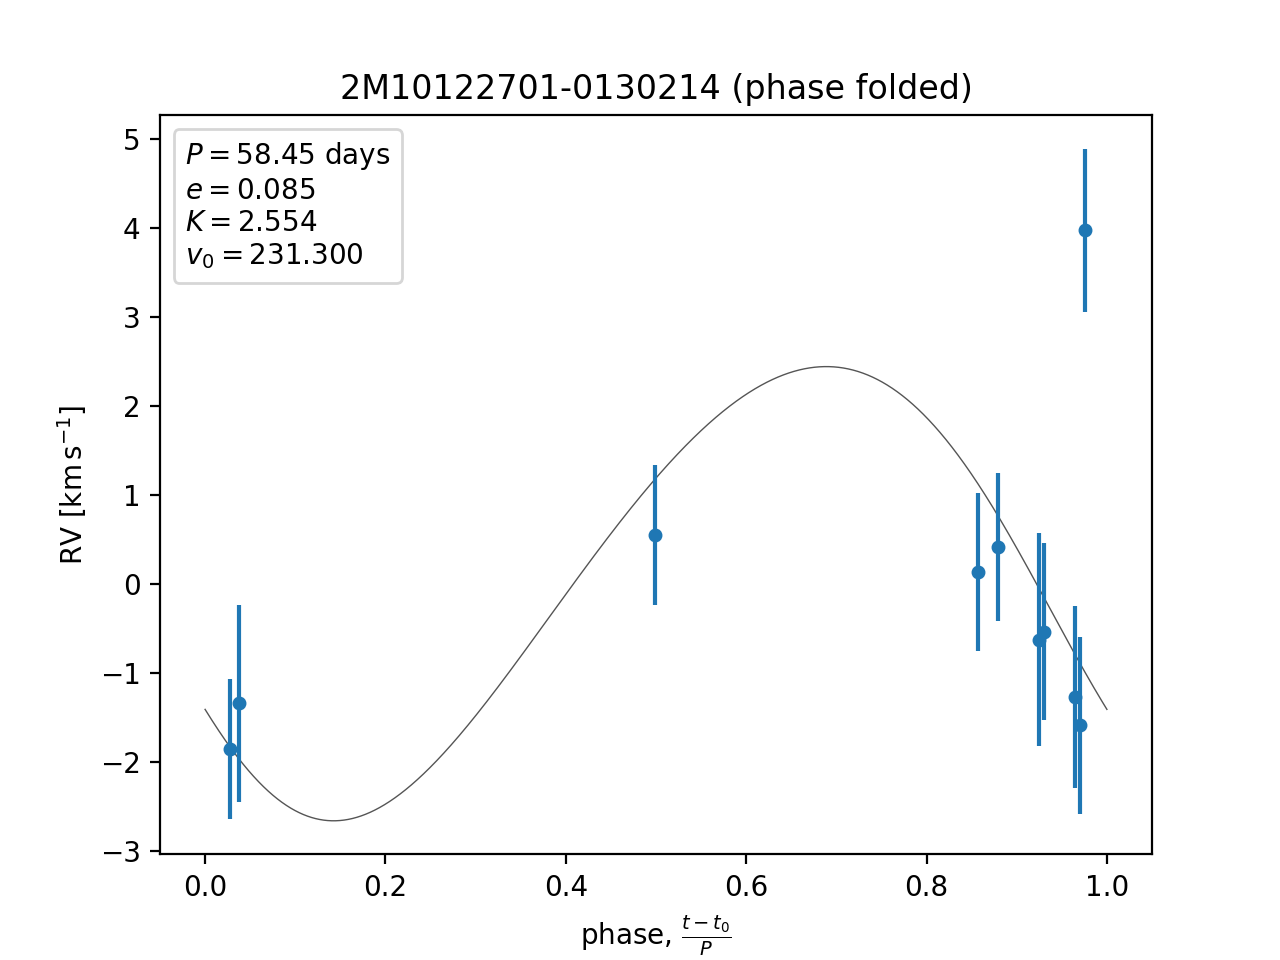 2M10122701-0130214 (phase folded)
P = 58.45 days
e = 0.085
K = 2.554
v₀ = 231.300
5
4
3
2
1
0
−1
−2
−3
RV [km s⁻¹]
0.0 0.2 0.4 0.6 0.8 1.0
phase, (t − t₀)/P